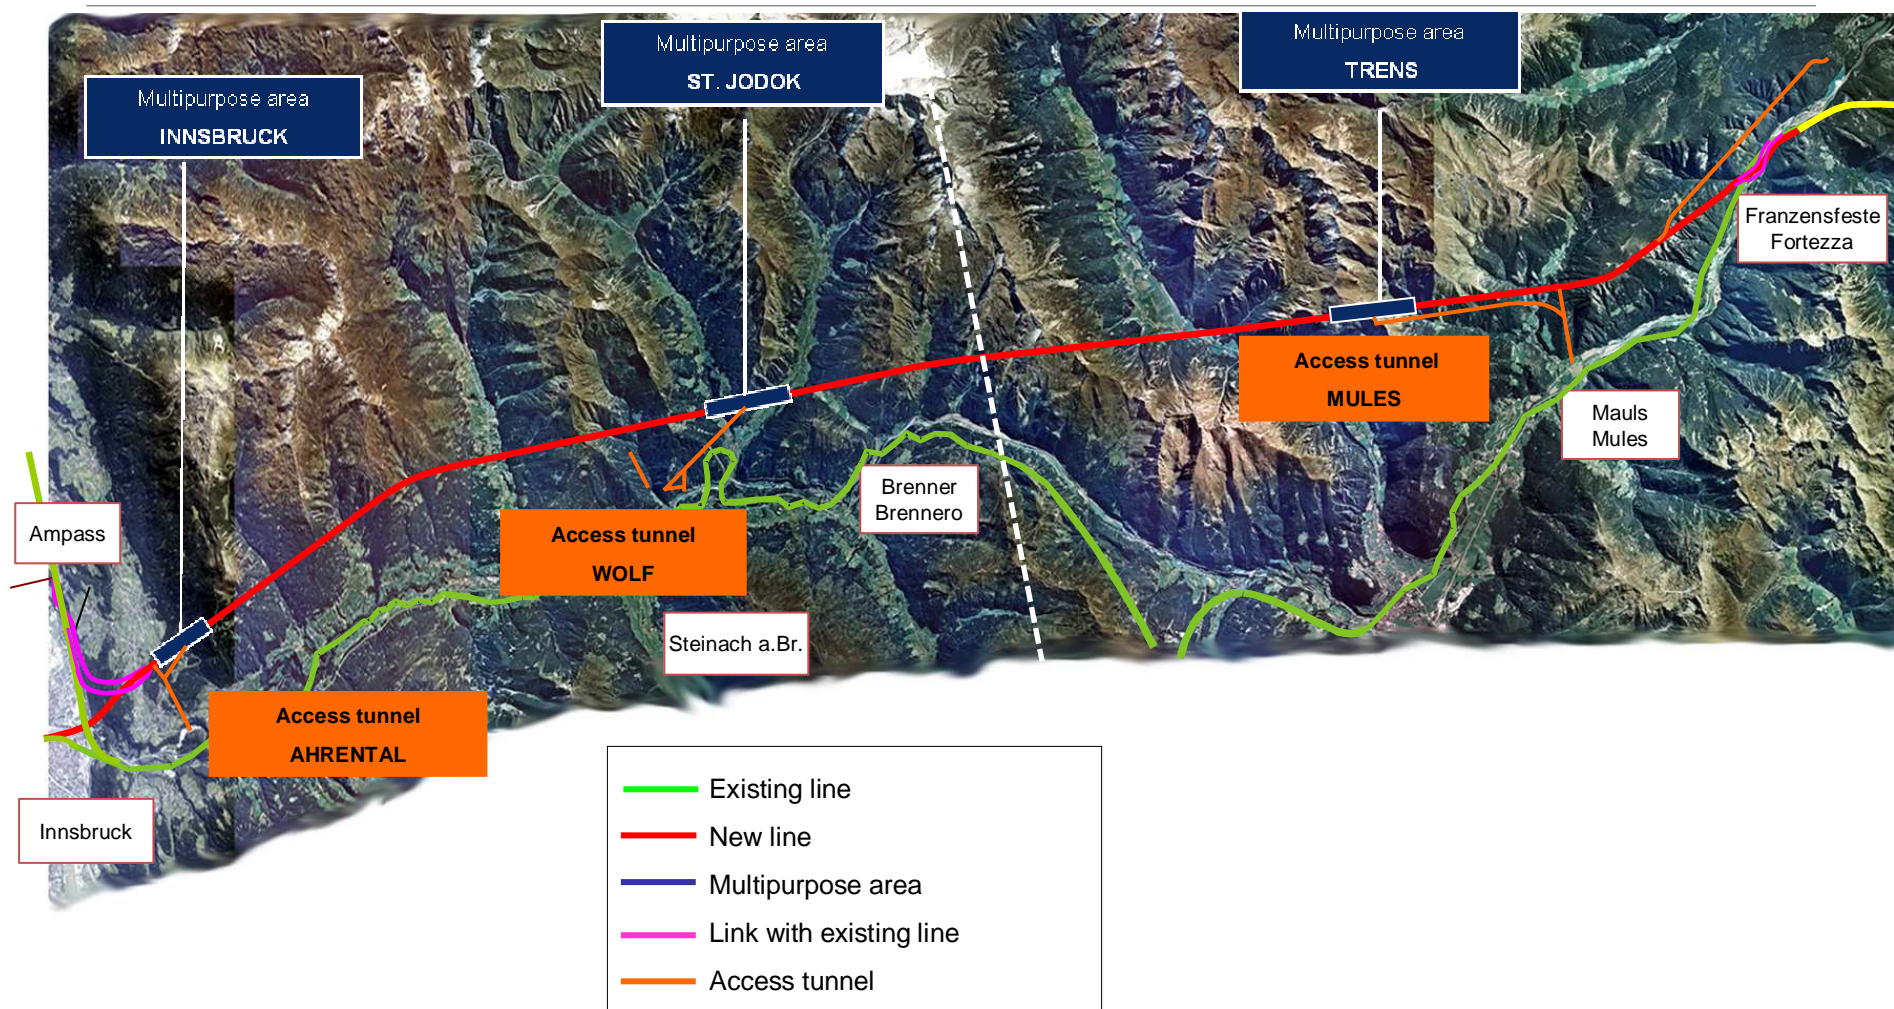 Multipurpose area
INNSBRUCK
Multipurpose area
ST. JODOK
Multipurpose area
TRENS
Franzensfeste
Fortezza
Access tunnel
MULES
Mauls
Mules
Brenner
Brennero
Ampass
Access tunnel
WOLF
Steinach a.Br.
Access tunnel
AHRENTAL
Innsbruck
Existing line
New line
Multipurpose area
Link with existing line
Access tunnel